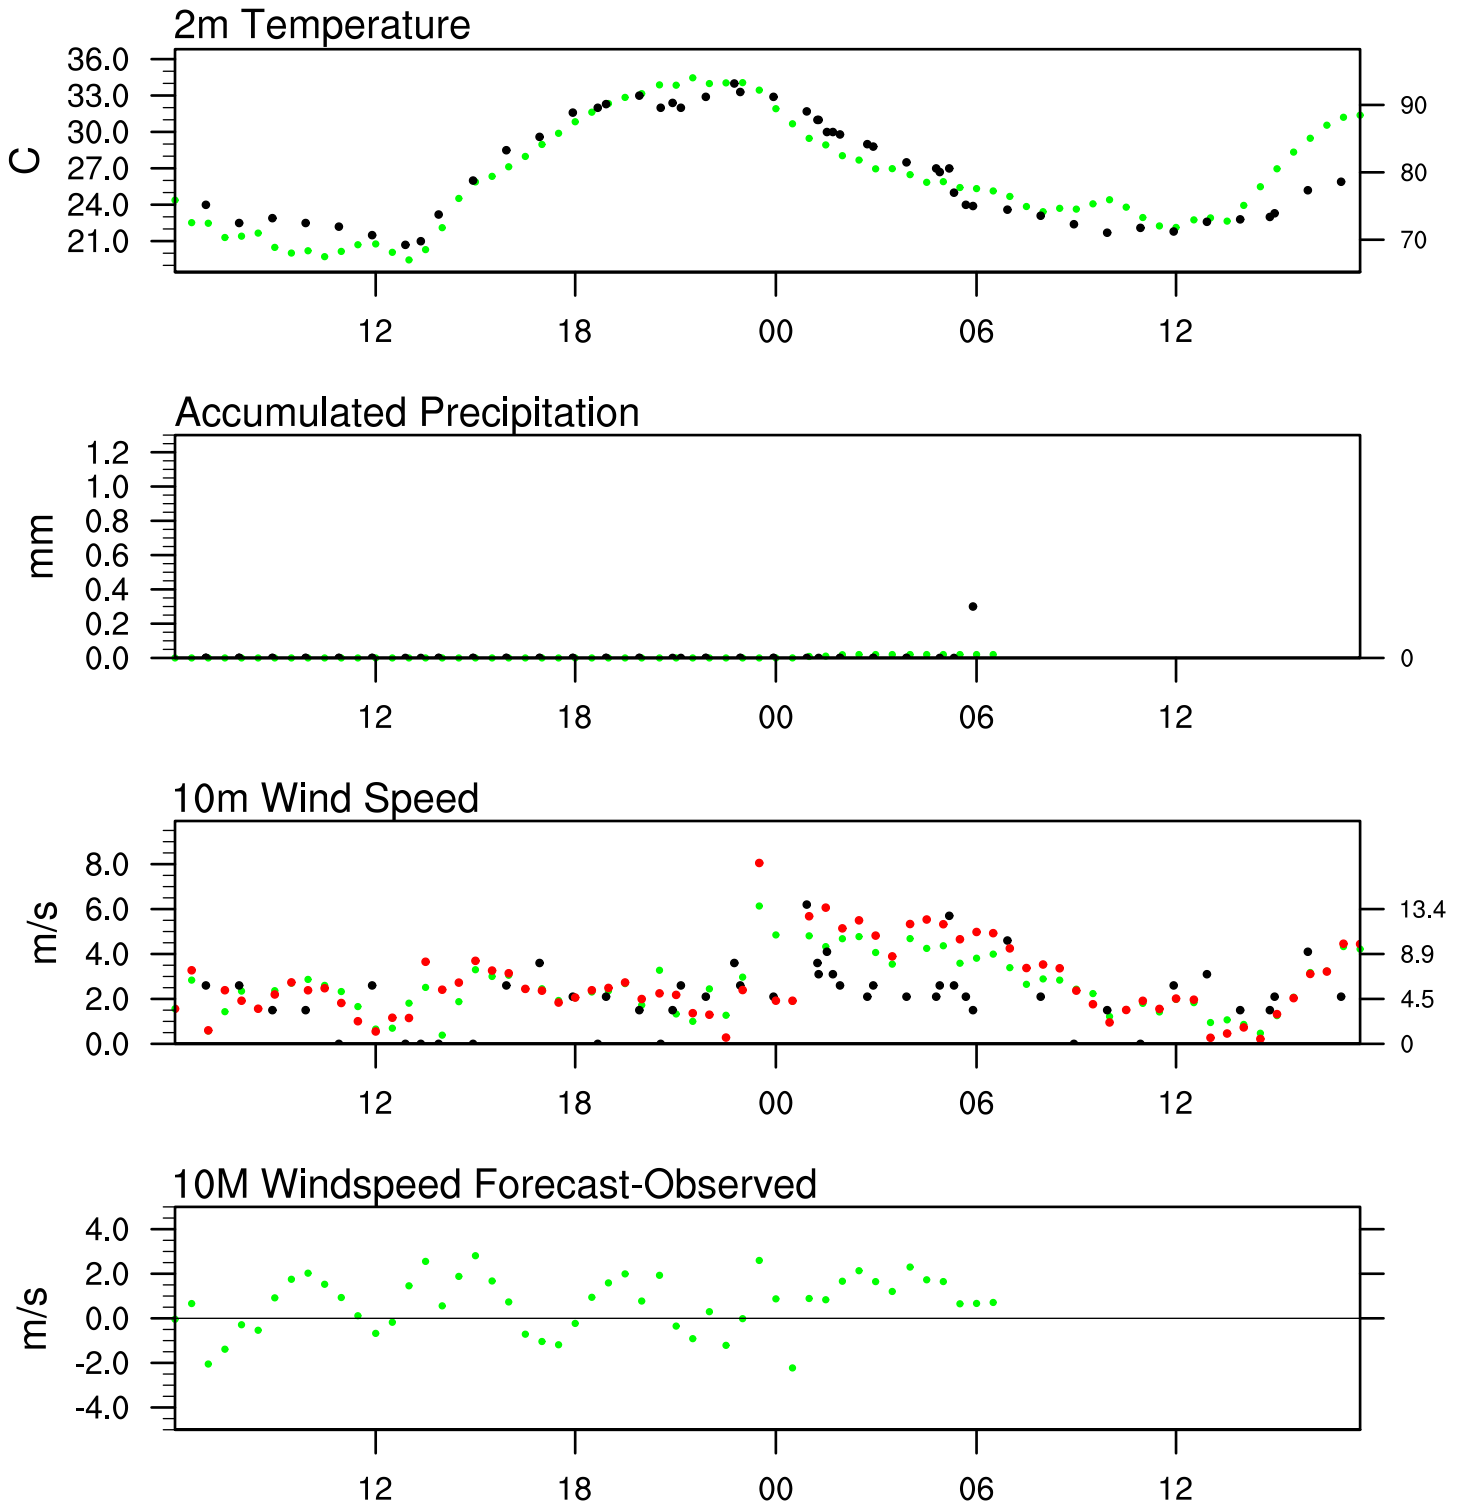 2m Temperature
36.0
33.0
30.0
27.0
24.0
21.0
C
90
80
70
12 18 00 06 12
Accumulated Precipitation
1.2
1.0
0.8
0.6
0.4
0.2
0.0
mm
0
12 18 00 06 12
10m Wind Speed
8.0
6.0
4.0
2.0
0.0
m/s
13.4
8.9
4.5
0
12 18 00 06 12
10M Windspeed Forecast-Observed
4.0
2.0
0.0
-2.0
-4.0
m/s
12 18 00 06 12